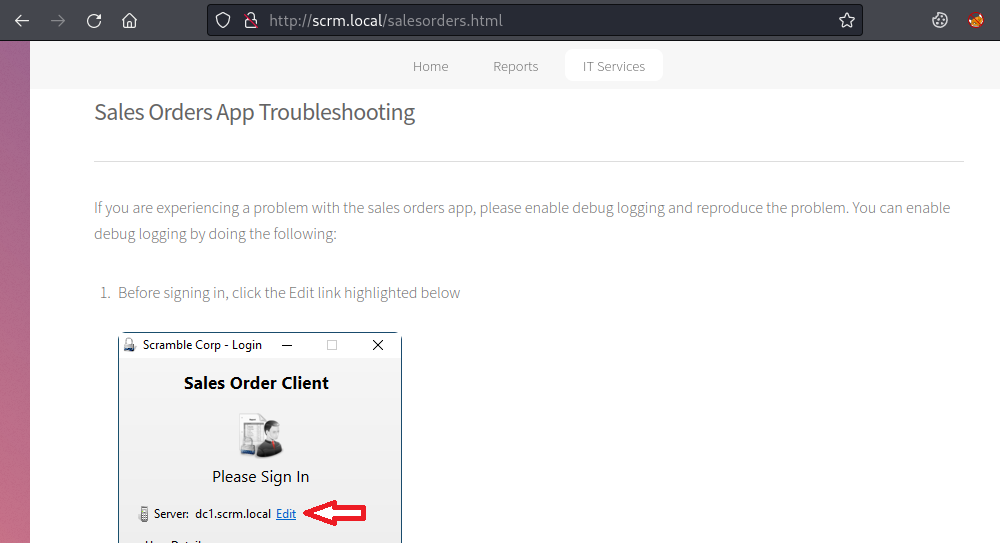 http://scrm.local/salesorders.html
Home Reports IT Services
Sales Orders App Troubleshooting
If you are experiencing a problem with the sales orders app, please enable debug logging and reproduce the problem. You can enable
debug logging by doing the following:
1. Before signing in, click the Edit link highlighted below
Scramble Corp - Login
Sales Order Client
Please Sign In
Server: dc1.scrm.local Edit